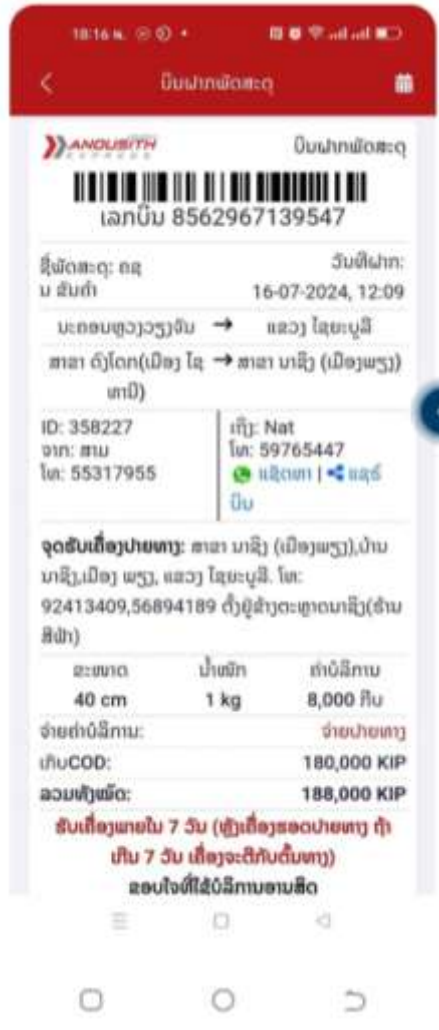 18:16 ນ.
ບິນຝາກພັດສະດຸ
ANOUSITH
EXPRESS
ບິນຝາກພັດສະດຸ
ເລກບິນ 8562967139547
ຊື່ພັດສະດຸ:
ວັນທີຝາກ:
16-07-2024, 12:09
ນະຄອນຫຼວງວຽງຈັນ → ແຂວງ ໄຊຍະບູລີ
ສາຂາ ດົງໂດກ(ເມືອງ ໄຊທານີ) → ສາຂາ ນາຊິງ (ເມືອງພຽງ)
ID: 358227
ຈາກ: ສາມ
ໂທ: 55317955
ເຖິງ: Nat
ໂທ: 59765447
ແຊັດຫາ | ແຊຣ໌
ບິນ
ຈຸດຮັບເຄື່ອງປາຍທາງ: ສາຂາ ນາຊິງ (ເມືອງພຽງ),ບ້ານ
ນາຊິງ,ເມືອງ ພຽງ, ແຂວງ ໄຊຍະບູລີ. ໂທ:
92413409,56894189 ຕັ້ງຢູ່ຂ້າງຕະຫຼາດນາຊິງ(ຮ້ານ
ສີຟ້າ)
ຂະໜາດ ນ້ຳໜັກ ຄ່າບໍລິການ
40 cm 1 kg 8,000 ກີບ
ຈ່າຍຄ່າບໍລິການ: ຈ່າຍປາຍທາງ
ເກັບCOD: 180,000 KIP
ລວມທັງໝົດ: 188,000 KIP
ຮັບເຄື່ອງພາຍໃນ 7 ວັນ (ຫຼັງເຄື່ອງຮອດປາຍທາງ ຖ້າ
ເກີນ 7 ວັນ ເຄື່ອງຈະຕີກັບຕົ້ນທາງ)
ຂອບໃຈທີ່ໃຊ້ບໍລິການອານຸສິດ